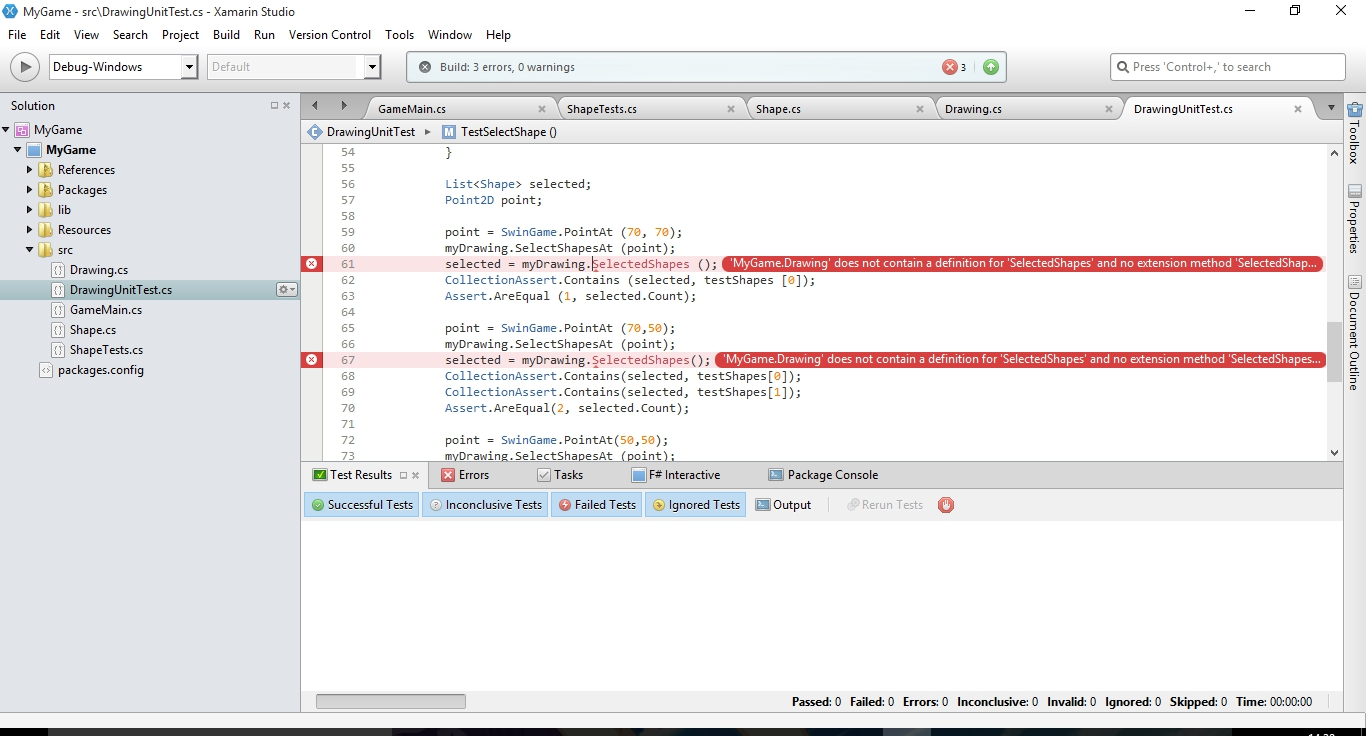 MyGame - src\DrawingUnitTest.cs - Xamarin Studio
File Edit View Search Project Build Run Version Control Tools Window Help
Debug-Windows Default Build: 3 errors, 0 warnings 3 Press 'Control+,' to search
Solution
MyGame
MyGame
References
Packages
lib
Resources
src
Drawing.cs
DrawingUnitTest.cs
GameMain.cs
Shape.cs
ShapeTests.cs
packages.config
GameMain.cs ShapeTests.cs Shape.cs Drawing.cs DrawingUnitTest.cs
DrawingUnitTest M TestSelectShape ()
54 }
55
56 List<Shape> selected;
57 Point2D point;
58
59 point = SwinGame.PointAt (70, 70);
60 myDrawing.SelectShapesAt (point);
61 selected = myDrawing.SelectedShapes (); 'MyGame.Drawing' does not contain a definition for 'SelectedShapes' and no extension method 'SelectedShap...
62 CollectionAssert.Contains (selected, testShapes [0]);
63 Assert.AreEqual (1, selected.Count);
64
65 point = SwinGame.PointAt (70,50);
66 myDrawing.SelectShapesAt (point);
67 selected = myDrawing.SelectedShapes(); 'MyGame.Drawing' does not contain a definition for 'SelectedShapes' and no extension method 'SelectedShapes...
68 CollectionAssert.Contains(selected, testShapes[0]);
69 CollectionAssert.Contains(selected, testShapes[1]);
70 Assert.AreEqual(2, selected.Count);
71
72 point = SwinGame.PointAt(50,50);
73 myDrawing.SelectShapesAt (point);
Toolbox
Properties
Document Outline
Test Results Errors Tasks F# Interactive Package Console
Successful Tests Inconclusive Tests Failed Tests Ignored Tests Output Rerun Tests
Passed: 0 Failed: 0 Errors: 0 Inconclusive: 0 Invalid: 0 Ignored: 0 Skipped: 0 Time: 00:00:00